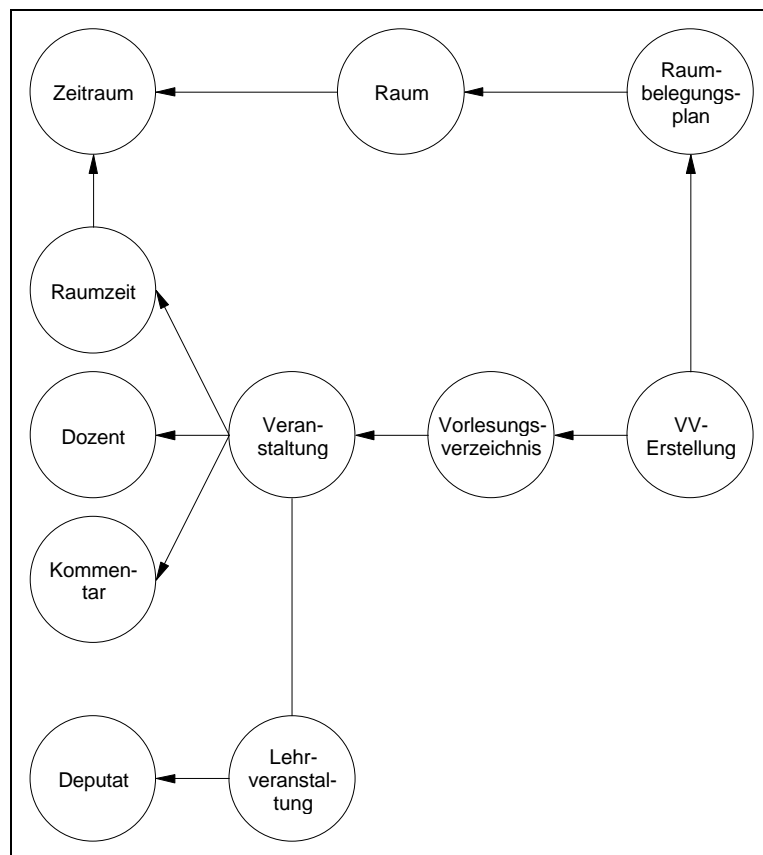 Zeitraum
Raum
Raum-
belegungs-
plan
Raumzeit
Dozent
Veran-
staltung
Vorlesungs-
verzeichnis
VV-
Erstellung
Kommen-
tar
Deputat
Lehr-
veranstal-
tung